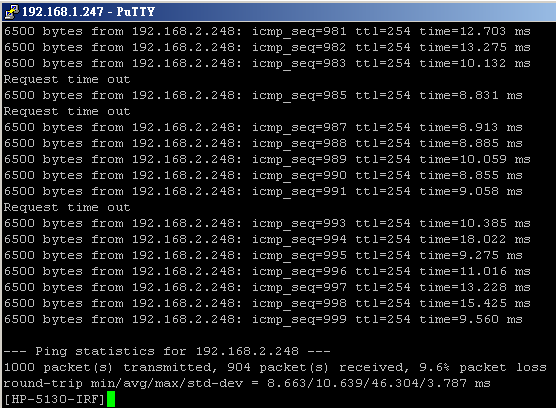 192.168.1.247 - PuTTY
6500 bytes from 192.168.2.248: icmp_seq=981 ttl=254 time=12.703 ms
6500 bytes from 192.168.2.248: icmp_seq=982 ttl=254 time=13.275 ms
6500 bytes from 192.168.2.248: icmp_seq=983 ttl=254 time=10.132 ms
Request time out
6500 bytes from 192.168.2.248: icmp_seq=985 ttl=254 time=8.831 ms
Request time out
6500 bytes from 192.168.2.248: icmp_seq=987 ttl=254 time=8.913 ms
6500 bytes from 192.168.2.248: icmp_seq=988 ttl=254 time=8.885 ms
6500 bytes from 192.168.2.248: icmp_seq=989 ttl=254 time=10.059 ms
6500 bytes from 192.168.2.248: icmp_seq=990 ttl=254 time=8.855 ms
6500 bytes from 192.168.2.248: icmp_seq=991 ttl=254 time=9.058 ms
Request time out
6500 bytes from 192.168.2.248: icmp_seq=993 ttl=254 time=10.385 ms
6500 bytes from 192.168.2.248: icmp_seq=994 ttl=254 time=18.022 ms
6500 bytes from 192.168.2.248: icmp_seq=995 ttl=254 time=9.275 ms
6500 bytes from 192.168.2.248: icmp_seq=996 ttl=254 time=11.016 ms
6500 bytes from 192.168.2.248: icmp_seq=997 ttl=254 time=13.228 ms
6500 bytes from 192.168.2.248: icmp_seq=998 ttl=254 time=15.425 ms
6500 bytes from 192.168.2.248: icmp_seq=999 ttl=254 time=9.560 ms
--- Ping statistics for 192.168.2.248 ---
1000 packet(s) transmitted, 904 packet(s) received, 9.6% packet loss
round-trip min/avg/max/std-dev = 8.663/10.639/46.304/3.787 ms
[HP-5130-IRF]